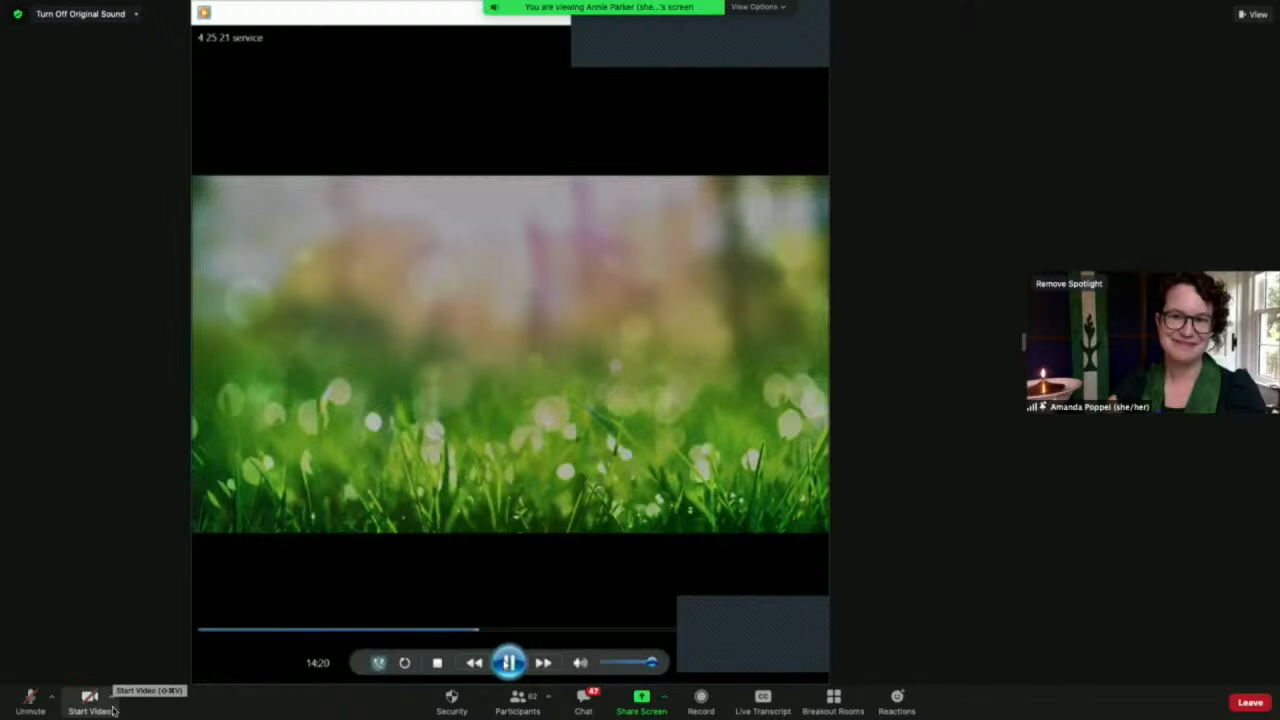 Turn Off Original Sound
You are viewing Annie Parker (she...'s screen
View Options
View
4 25 21 service
Remove Spotlight
Amanda Poppei (she/her)
14:20
Start Video (⇧⌘V)
62
47
Unmute
Start Video
Security
Participants
Chat
Share Screen
Record
CC
Live Transcript
Breakout Rooms
Reactions
Leave